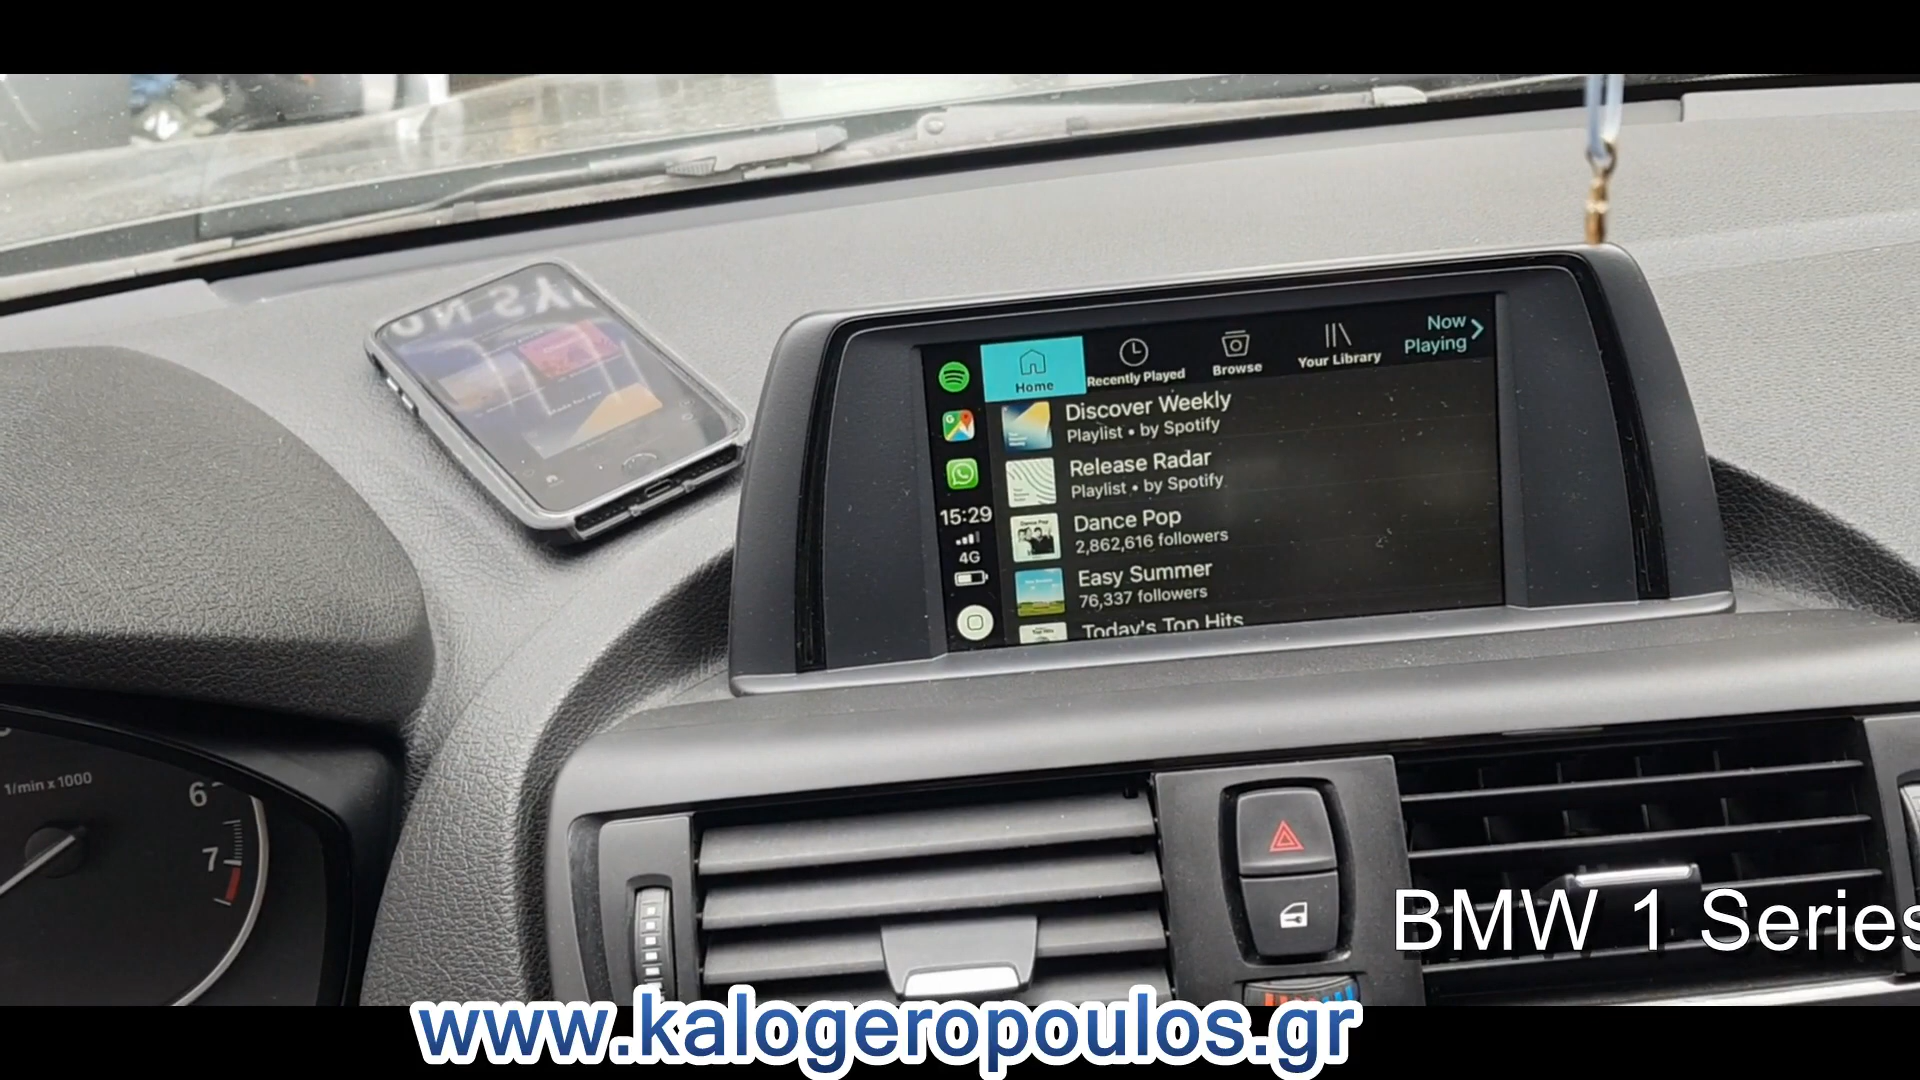 Now
Playing
Home
Recently Played
Browse
Your Library
Discover Weekly
Playlist • by Spotify
Release Radar
Playlist • by Spotify
15:29
4G
Dance Pop
2,862,616 followers
Easy Summer
76,337 followers
Today's Top Hits
1/min x 1000
6
7
BMW 1 Series
www.kalogeropoulos.gr